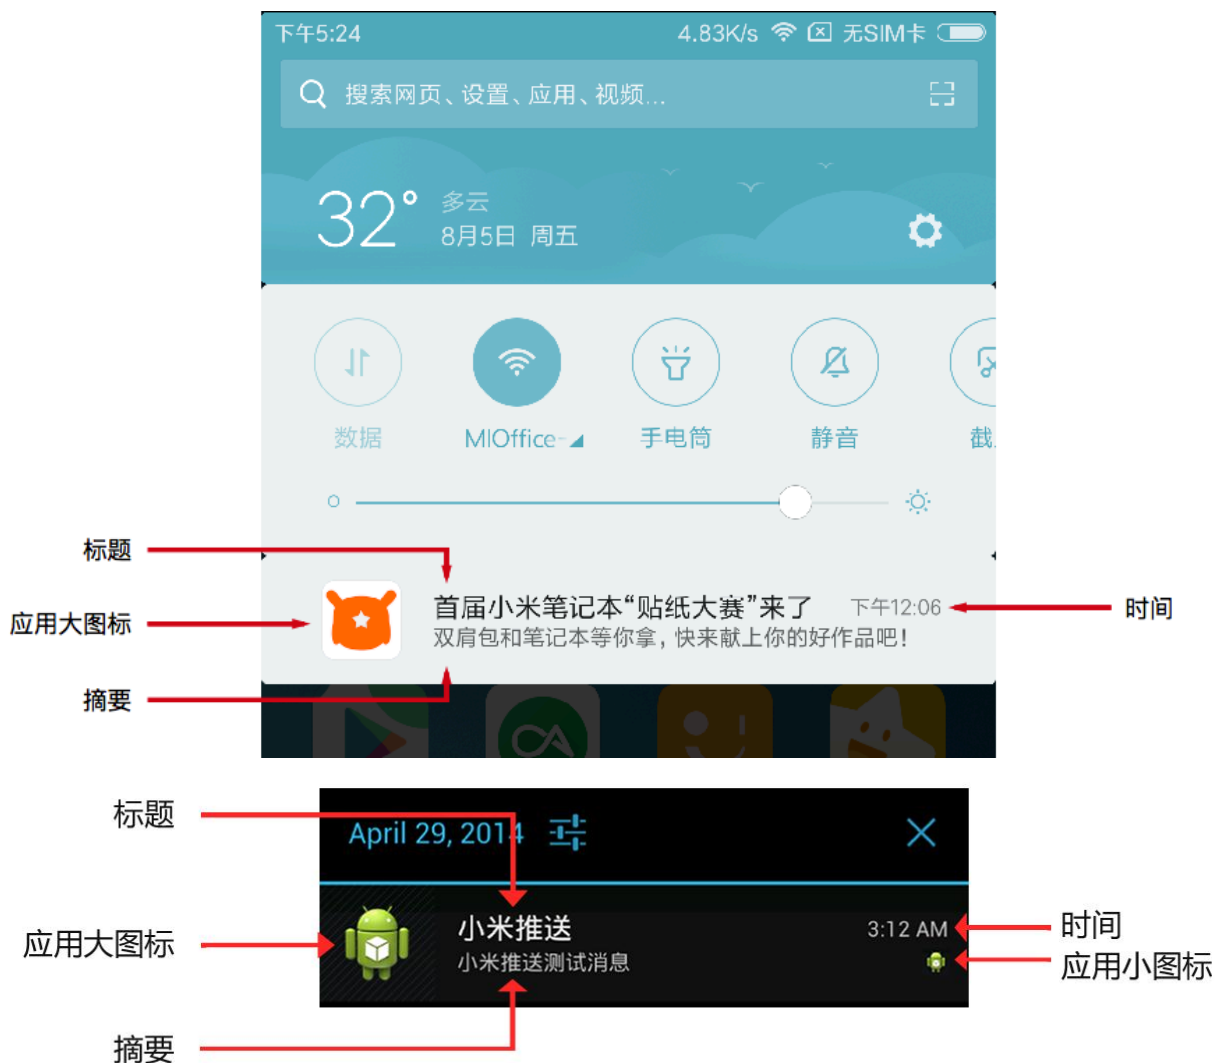 下午5:24 4.83K/s 无SIM卡
搜索网页、设置、应用、视频...
32° 多云
8月5日 周五
数据 MIOffice- 手电筒 静音 截
标题
首届小米笔记本“贴纸大赛”来了 下午12:06
应用大图标
时间
双肩包和笔记本等你拿，快来献上你的好作品吧！
摘要
标题
April 29, 2014
小米推送 3:12 AM
时间
应用大图标
小米推送测试消息
应用小图标
摘要